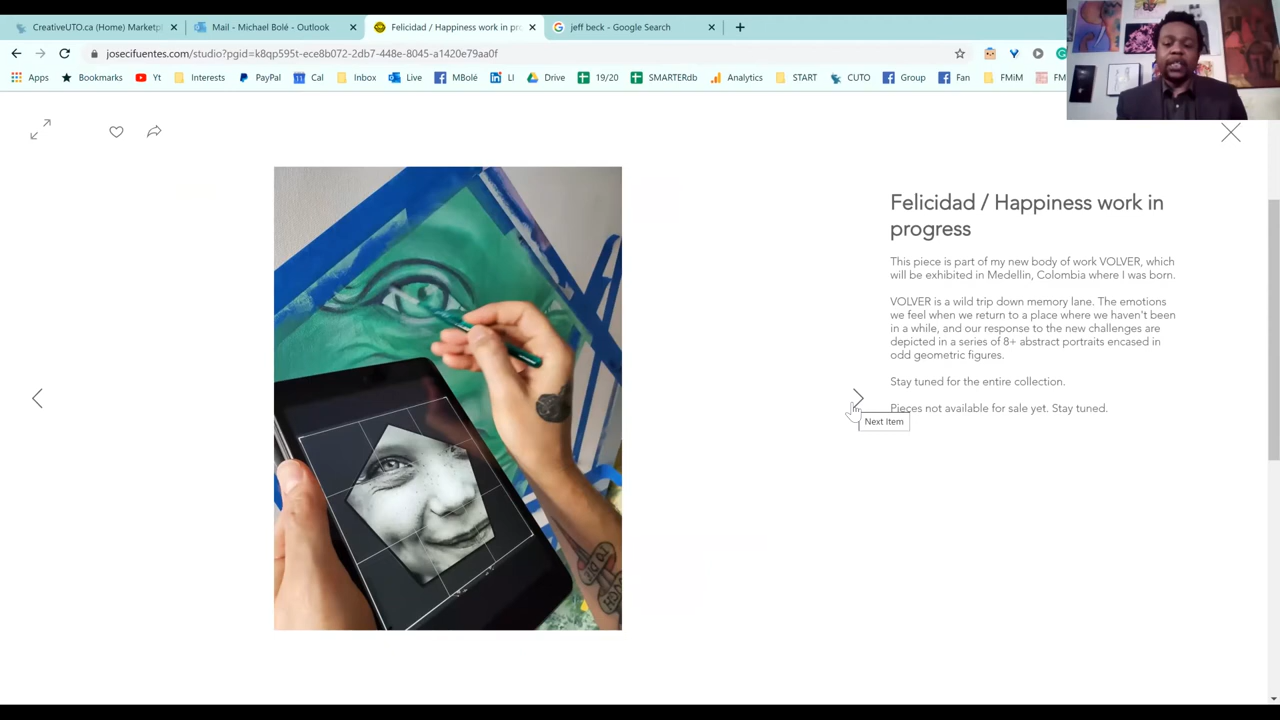 CreativeUTO.ca (Home) Marketp
Mail - Michael Bolé - Outlook
Felicidad / Happiness work in pro
jeff beck - Google Search
josecifuentes.com/studio?pgid=k8qp595t-ece8b072-2db7-448e-8045-a1420e79aa0f
Apps
Bookmarks
Yt
Interests
PayPal
Cal
Inbox
Live
MBolé
LI
Drive
19/20
SMARTERdb
Analytics
START
CUTO
Group
Fan
FMiM
FM
Felicidad / Happiness work in
progress
This piece is part of my new body of work VOLVER, which
will be exhibited in Medellin, Colombia where I was born.
VOLVER is a wild trip down memory lane. The emotions
we feel when we return to a place where we haven't been
in a while, and our response to the new challenges are
depicted in a series of 8+ abstract portraits encased in
odd geometric figures.
Stay tuned for the entire collection.
Pieces not available for sale yet. Stay tuned.
Next Item